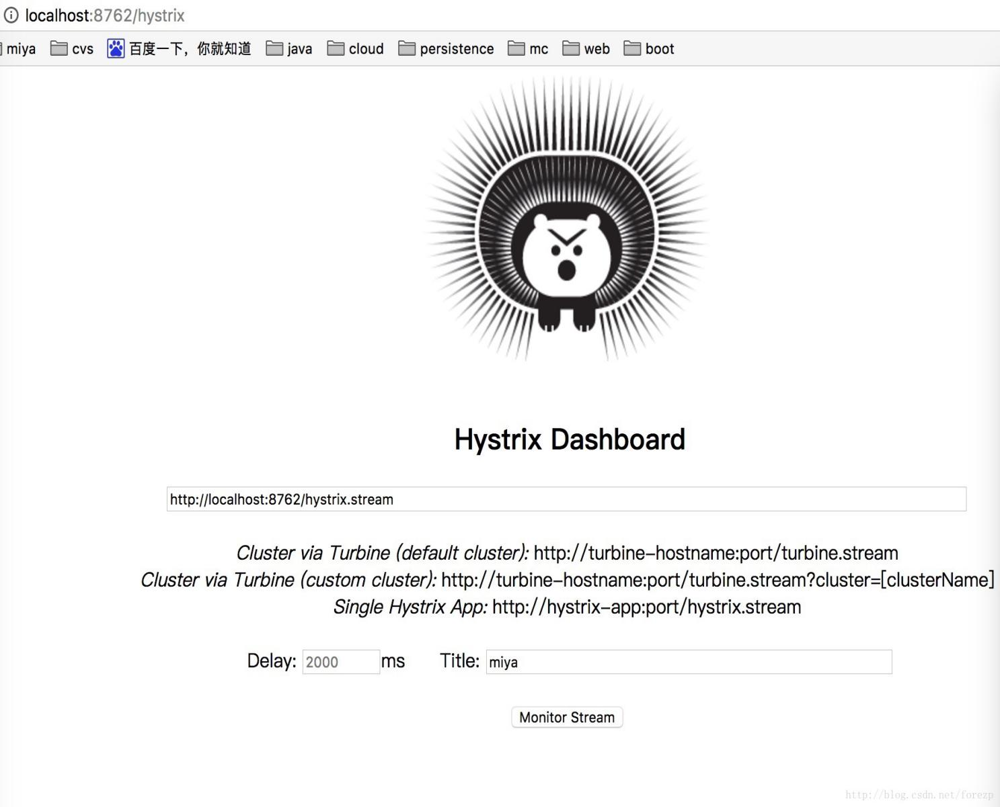 localhost:8762/hystrix
miya cvs 百度一下，你就知道 java cloud persistence mc web boot
Hystrix Dashboard
http://localhost:8762/hystrix.stream
Cluster via Turbine (default cluster): http://turbine-hostname:port/turbine.stream
Cluster via Turbine (custom cluster): http://turbine-hostname:port/turbine.stream?cluster=[clusterName]
Single Hystrix App: http://hystrix-app:port/hystrix.stream
Delay: 2000 ms Title: miya
Monitor Stream
http://blog.csdn.net/forezp